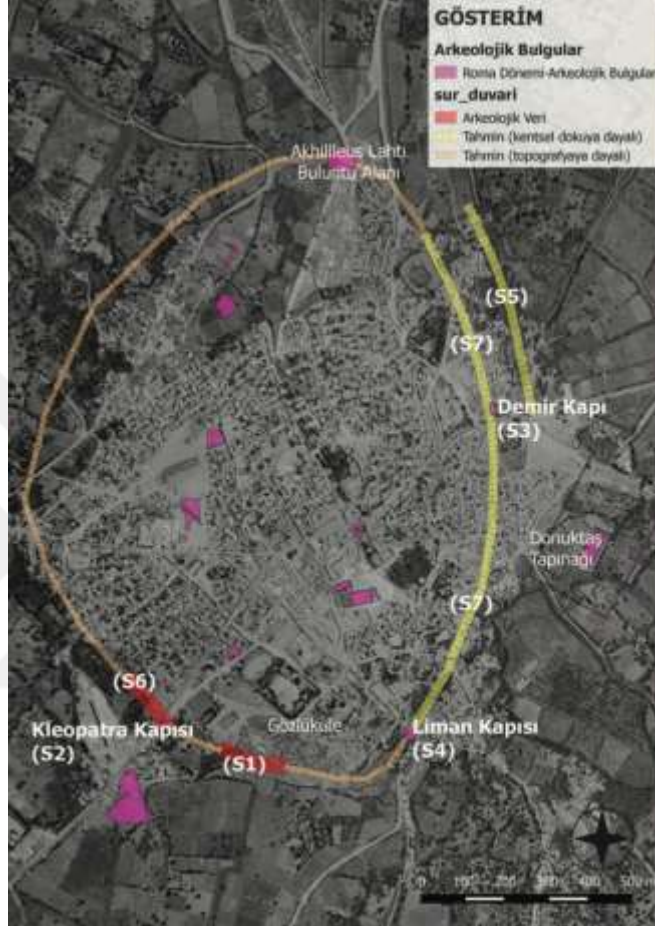 GÖSTERİM
Arkeolojik Bulgular
Roma Dönemi-Arkeolojik Bulgular
sur_duvari
Arkeolojik Veri
Tahmin (kentsel dokuya dayalı)
Tahmin (topografyaya dayalı)
Akhilleus Lahti
Buluntu Alanı
(S5)
(S7)
Demir Kapı
(S3)
Donuktaş
Tapınağı
(S7)
(S6)
Kleopatra Kapısı
(S2)
Gözlükule
(S1)
Liman Kapısı
(S4)
0 100 200 300 400 500 m